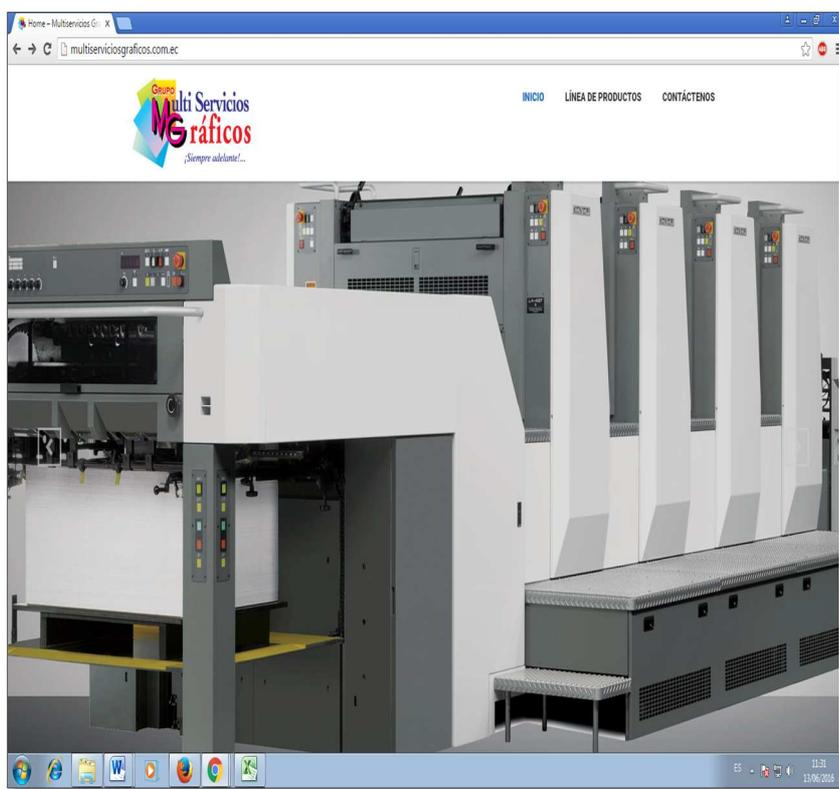 Home – Multiservicios Gr
multiserviciosgraficos.com.ec
ABP
GRUPO
Multi Servicios
Gráficos
¡Siempre adelante!...
INICIO LÍNEA DE PRODUCTOS CONTÁCTENOS
ES
11:31
13/06/2016